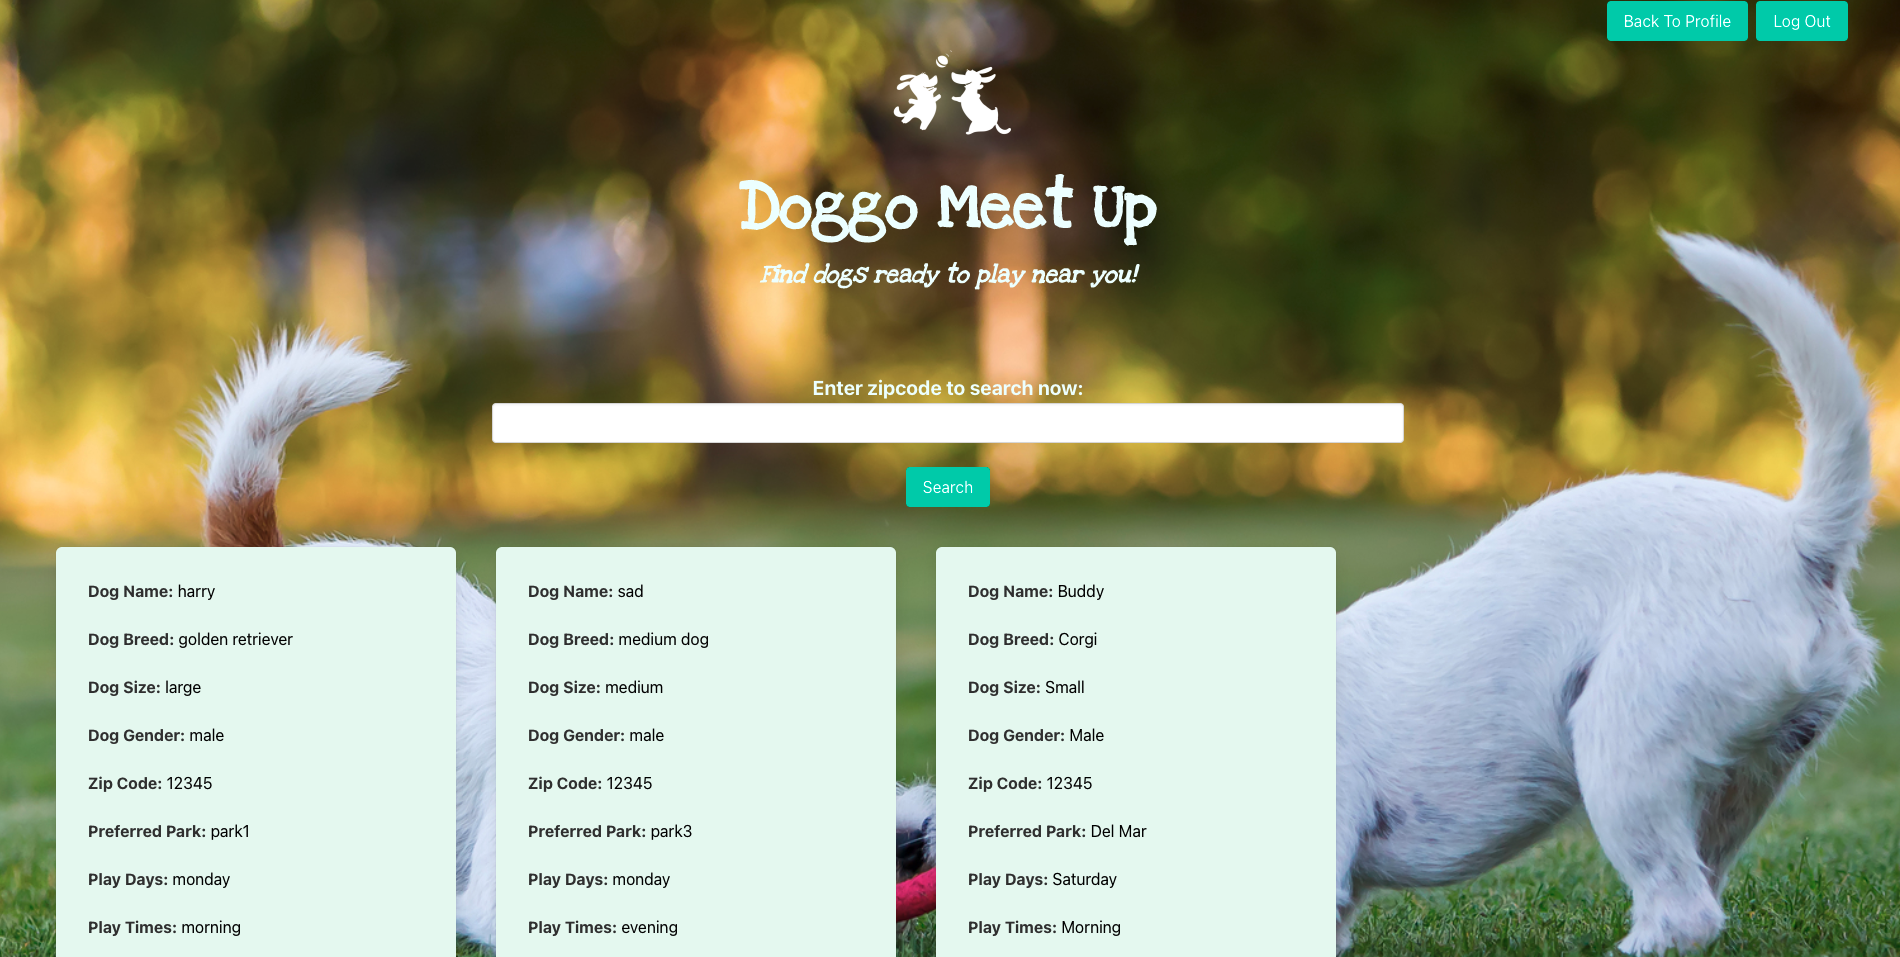 Back To Profile Log Out
Doggo Meet Up
Find dogs ready to play near you!
Enter zipcode to search now:
Search
Dog Name: harry
Dog Breed: golden retriever
Dog Size: large
Dog Gender: male
Zip Code: 12345
Preferred Park: park1
Play Days: monday
Play Times: morning
Dog Name: sad
Dog Breed: medium dog
Dog Size: medium
Dog Gender: male
Zip Code: 12345
Preferred Park: park3
Play Days: monday
Play Times: evening
Dog Name: Buddy
Dog Breed: Corgi
Dog Size: Small
Dog Gender: Male
Zip Code: 12345
Preferred Park: Del Mar
Play Days: Saturday
Play Times: Morning